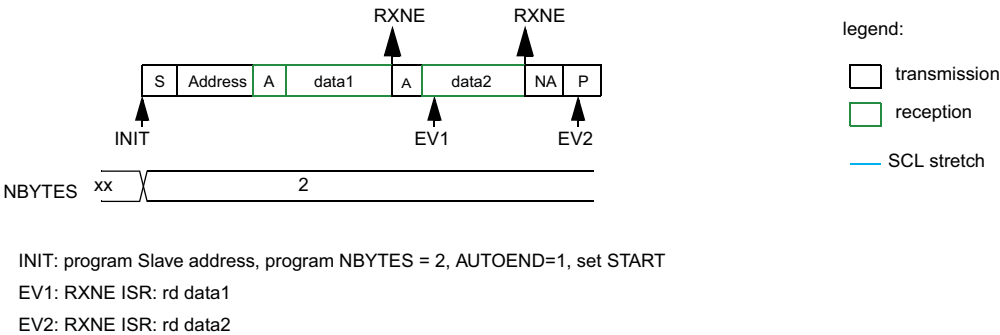 RXNE RXNE
legend:
S Address A data1 A data2 NA P
transmission
reception
INIT EV1 EV2
SCL stretch
NBYTES xx 2
INIT: program Slave address, program NBYTES = 2, AUTOEND=1, set START
EV1: RXNE ISR: rd data1
EV2: RXNE ISR: rd data2